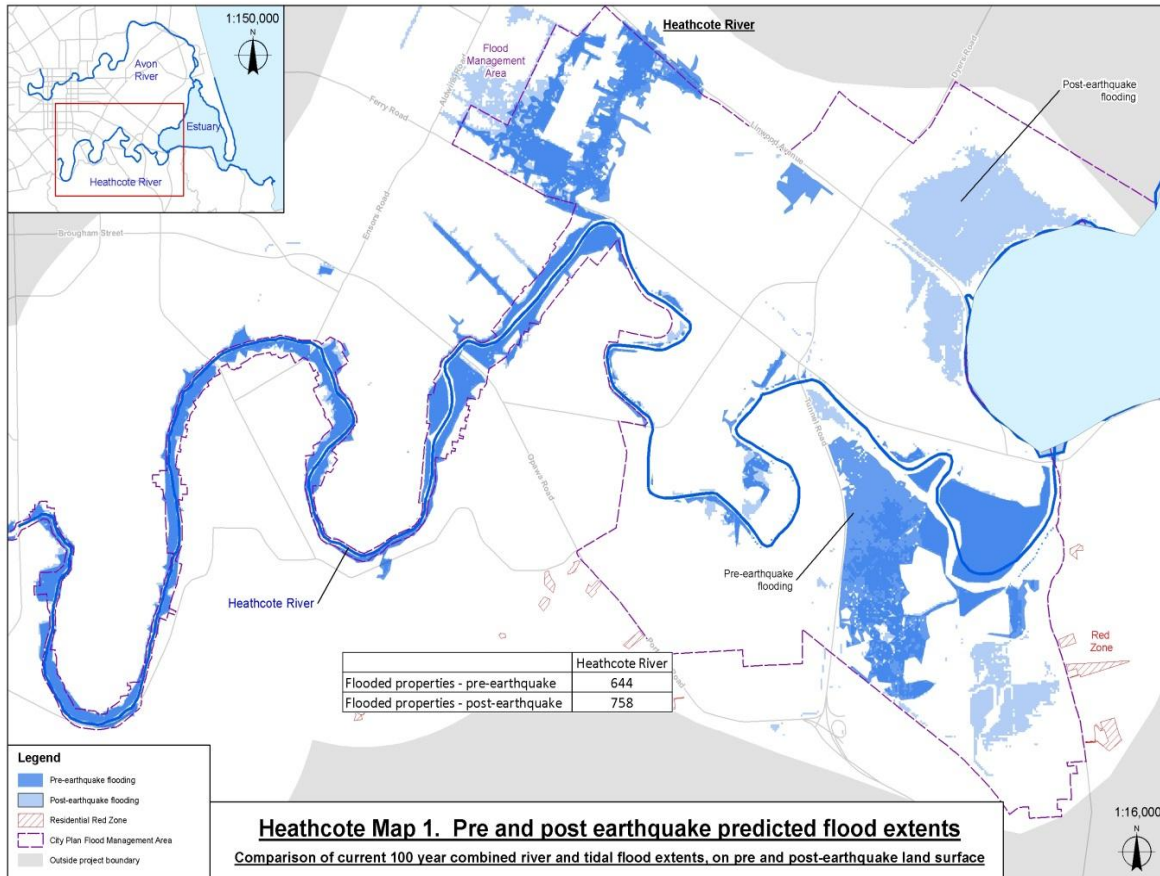 1:150,000
Avon
River
Estuary
Heathcote River
Heathcote River
Flood
Management
Area
Ferry Road
Ensors Road
Brougham Street
Linwood Avenue
Dyers Road
Post-earthquake
flooding
Opawa Road
Tunnel Road
Pre-earthquake
flooding
Heathcote River
Road
Red
Zone
Heathcote River
Flooded properties - pre-earthquake 644
Flooded properties - post-earthquake 758
Legend
Pre-earthquake flooding
Post-earthquake flooding
Residential Red Zone
City Plan Flood Management Area
Outside project boundary
Heathcote Map 1. Pre and post earthquake predicted flood extents
Comparison of current 100 year combined river and tidal flood extents, on pre and post-earthquake land surface
1:16,000
N